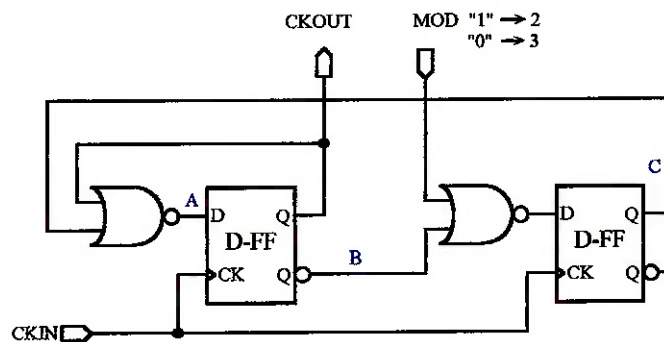 CKOUT MOD "1" → 2
"0" → 3
A
C
D Q
D-FF
CK Q
B
D Q
D-FF
CK Q
CKIN